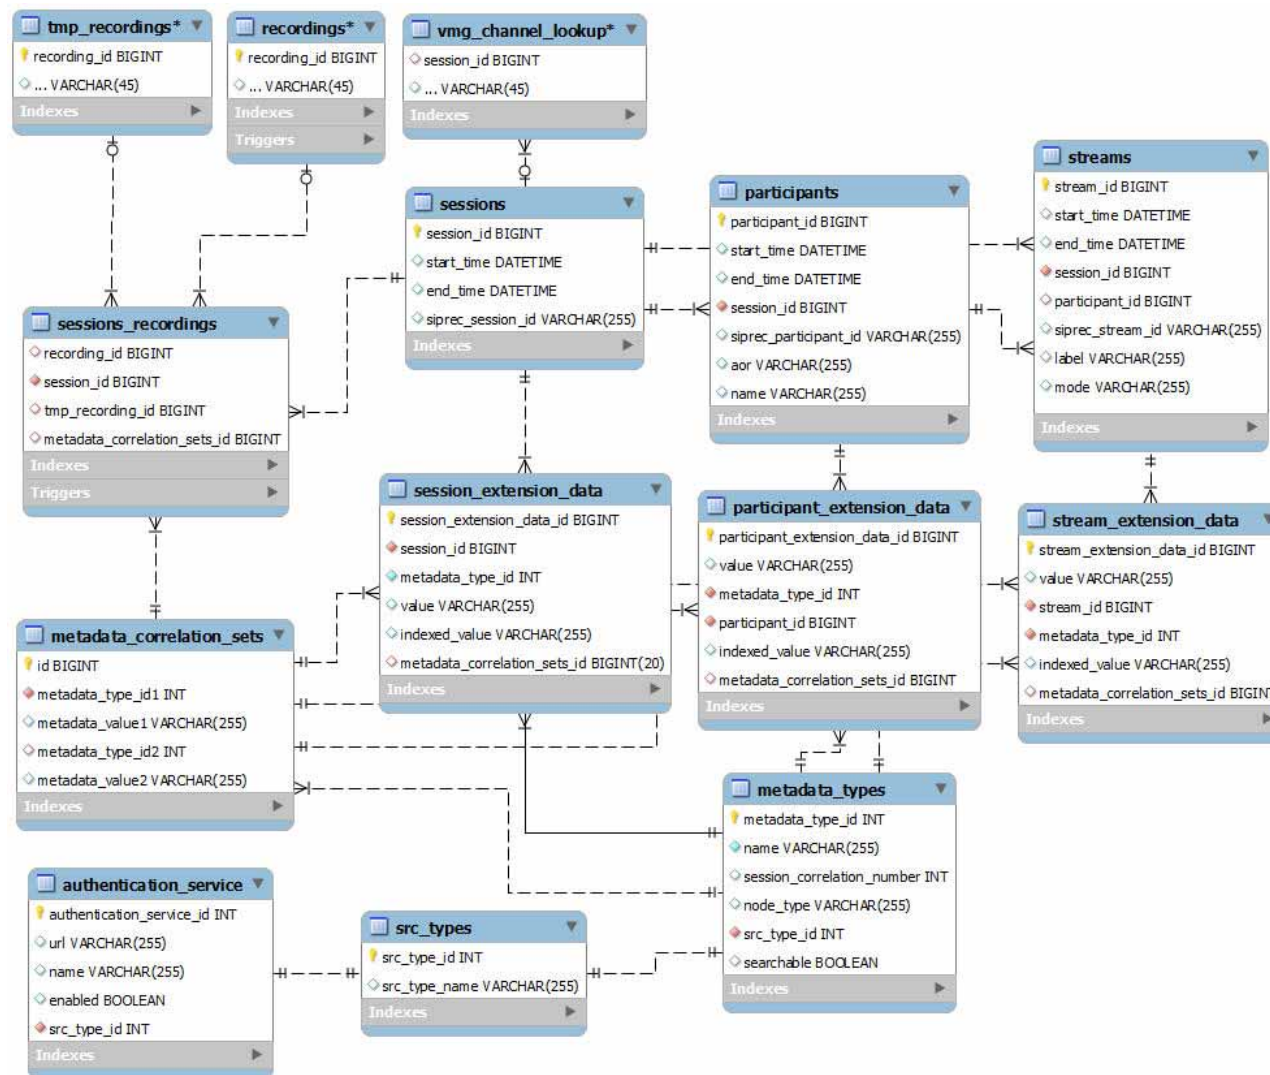 tmp_recordings*
recording_id BIGINT
... VARCHAR(45)
Indexes
recordings*
recording_id BIGINT
... VARCHAR(45)
Indexes
Triggers
vmg_channel_lookup*
session_id BIGINT
... VARCHAR(45)
Indexes
sessions
session_id BIGINT
start_time DATETIME
end_time DATETIME
siprec_session_id VARCHAR(255)
Indexes
participants
participant_id BIGINT
start_time DATETIME
end_time DATETIME
session_id BIGINT
siprec_participant_id VARCHAR(255)
aor VARCHAR(255)
name VARCHAR(255)
Indexes
streams
stream_id BIGINT
start_time DATETIME
end_time DATETIME
session_id BIGINT
participant_id BIGINT
siprec_stream_id VARCHAR(255)
label VARCHAR(255)
mode VARCHAR(255)
Indexes
sessions_recordings
recording_id BIGINT
session_id BIGINT
tmp_recording_id BIGINT
metadata_correlation_sets_id BIGINT
Indexes
Triggers
session_extension_data
session_extension_data_id BIGINT
session_id BIGINT
metadata_type_id INT
value VARCHAR(255)
indexed_value VARCHAR(255)
metadata_correlation_sets_id BIGINT(20)
Indexes
participant_extension_data
participant_extension_data_id BIGINT
value VARCHAR(255)
metadata_type_id INT
participant_id BIGINT
indexed_value VARCHAR(255)
metadata_correlation_sets_id BIGINT
Indexes
stream_extension_data
stream_extension_data_id BIGINT
value VARCHAR(255)
stream_id BIGINT
metadata_type_id INT
indexed_value VARCHAR(255)
metadata_correlation_sets_id BIGINT
Indexes
metadata_correlation_sets
id BIGINT
metadata_type_id1 INT
metadata_value1 VARCHAR(255)
metadata_type_id2 INT
metadata_value2 VARCHAR(255)
Indexes
metadata_types
metadata_type_id INT
name VARCHAR(255)
session_correlation_number INT
node_type VARCHAR(255)
src_type_id INT
searchable BOOLEAN
Indexes
authentication_service
authentication_service_id INT
url VARCHAR(255)
name VARCHAR(255)
enabled BOOLEAN
src_type_id INT
Indexes
src_types
src_type_id INT
src_type_name VARCHAR(255)
Indexes